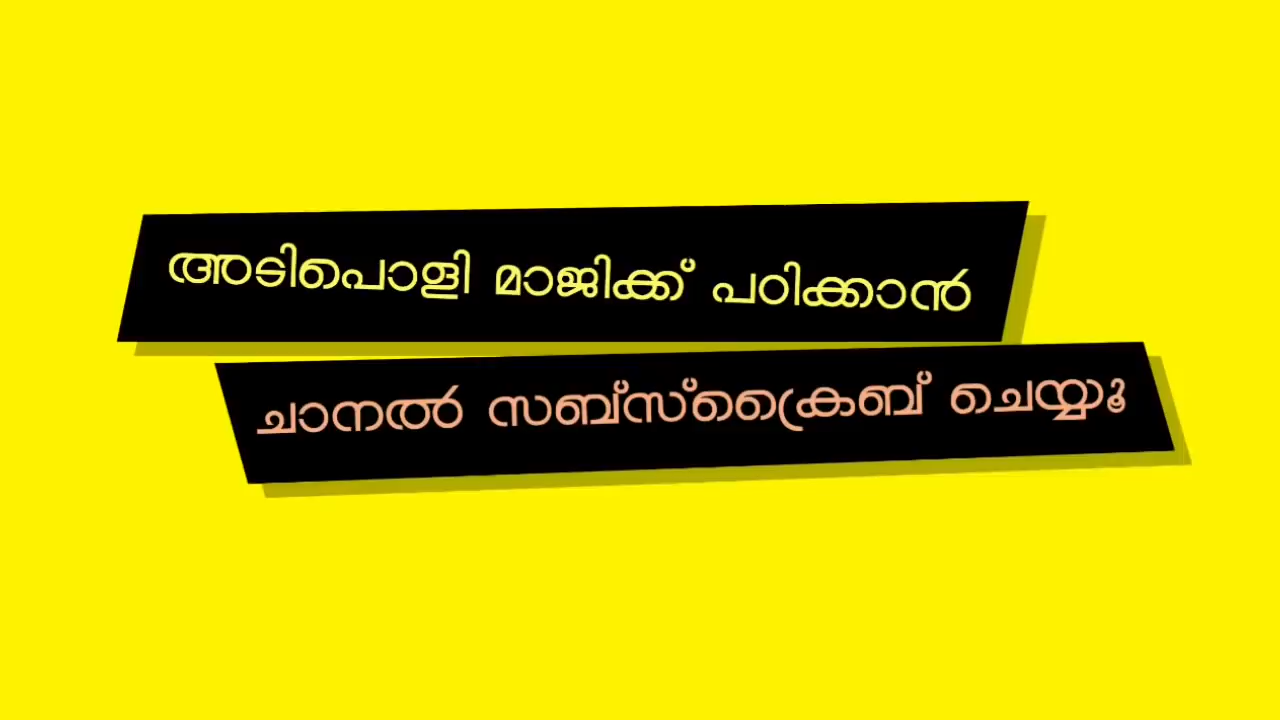 അടിപൊളി മാജിക്ക് പഠിക്കാൻ
ചാനൽ സബ്സ്ക്രൈബ് ചെയ്യൂ